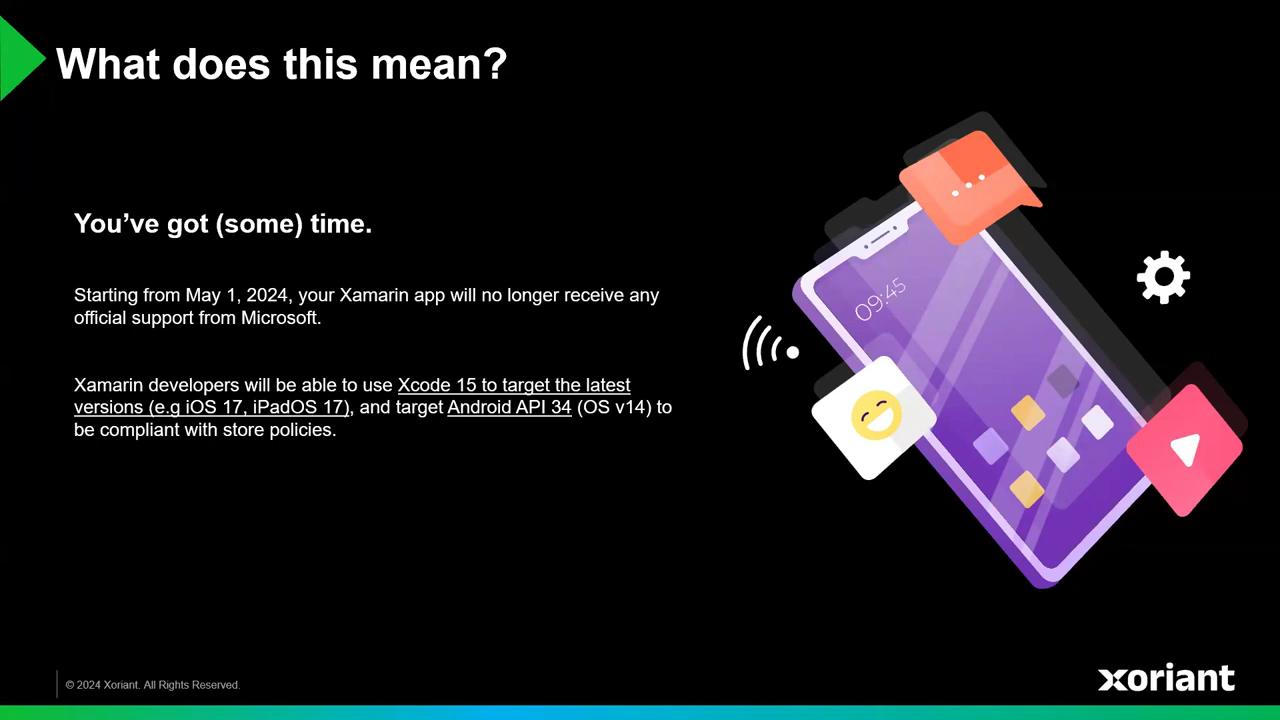 What does this mean?
You’ve got (some) time.
Starting from May 1, 2024, your Xamarin app will no longer receive any
official support from Microsoft.
Xamarin developers will be able to use Xcode 15 to target the latest
versions (e.g iOS 17, iPadOS 17), and target Android API 34 (OS v14) to
be compliant with store policies.
09:45
© 2024 Xoriant. All Rights Reserved.
xoriant